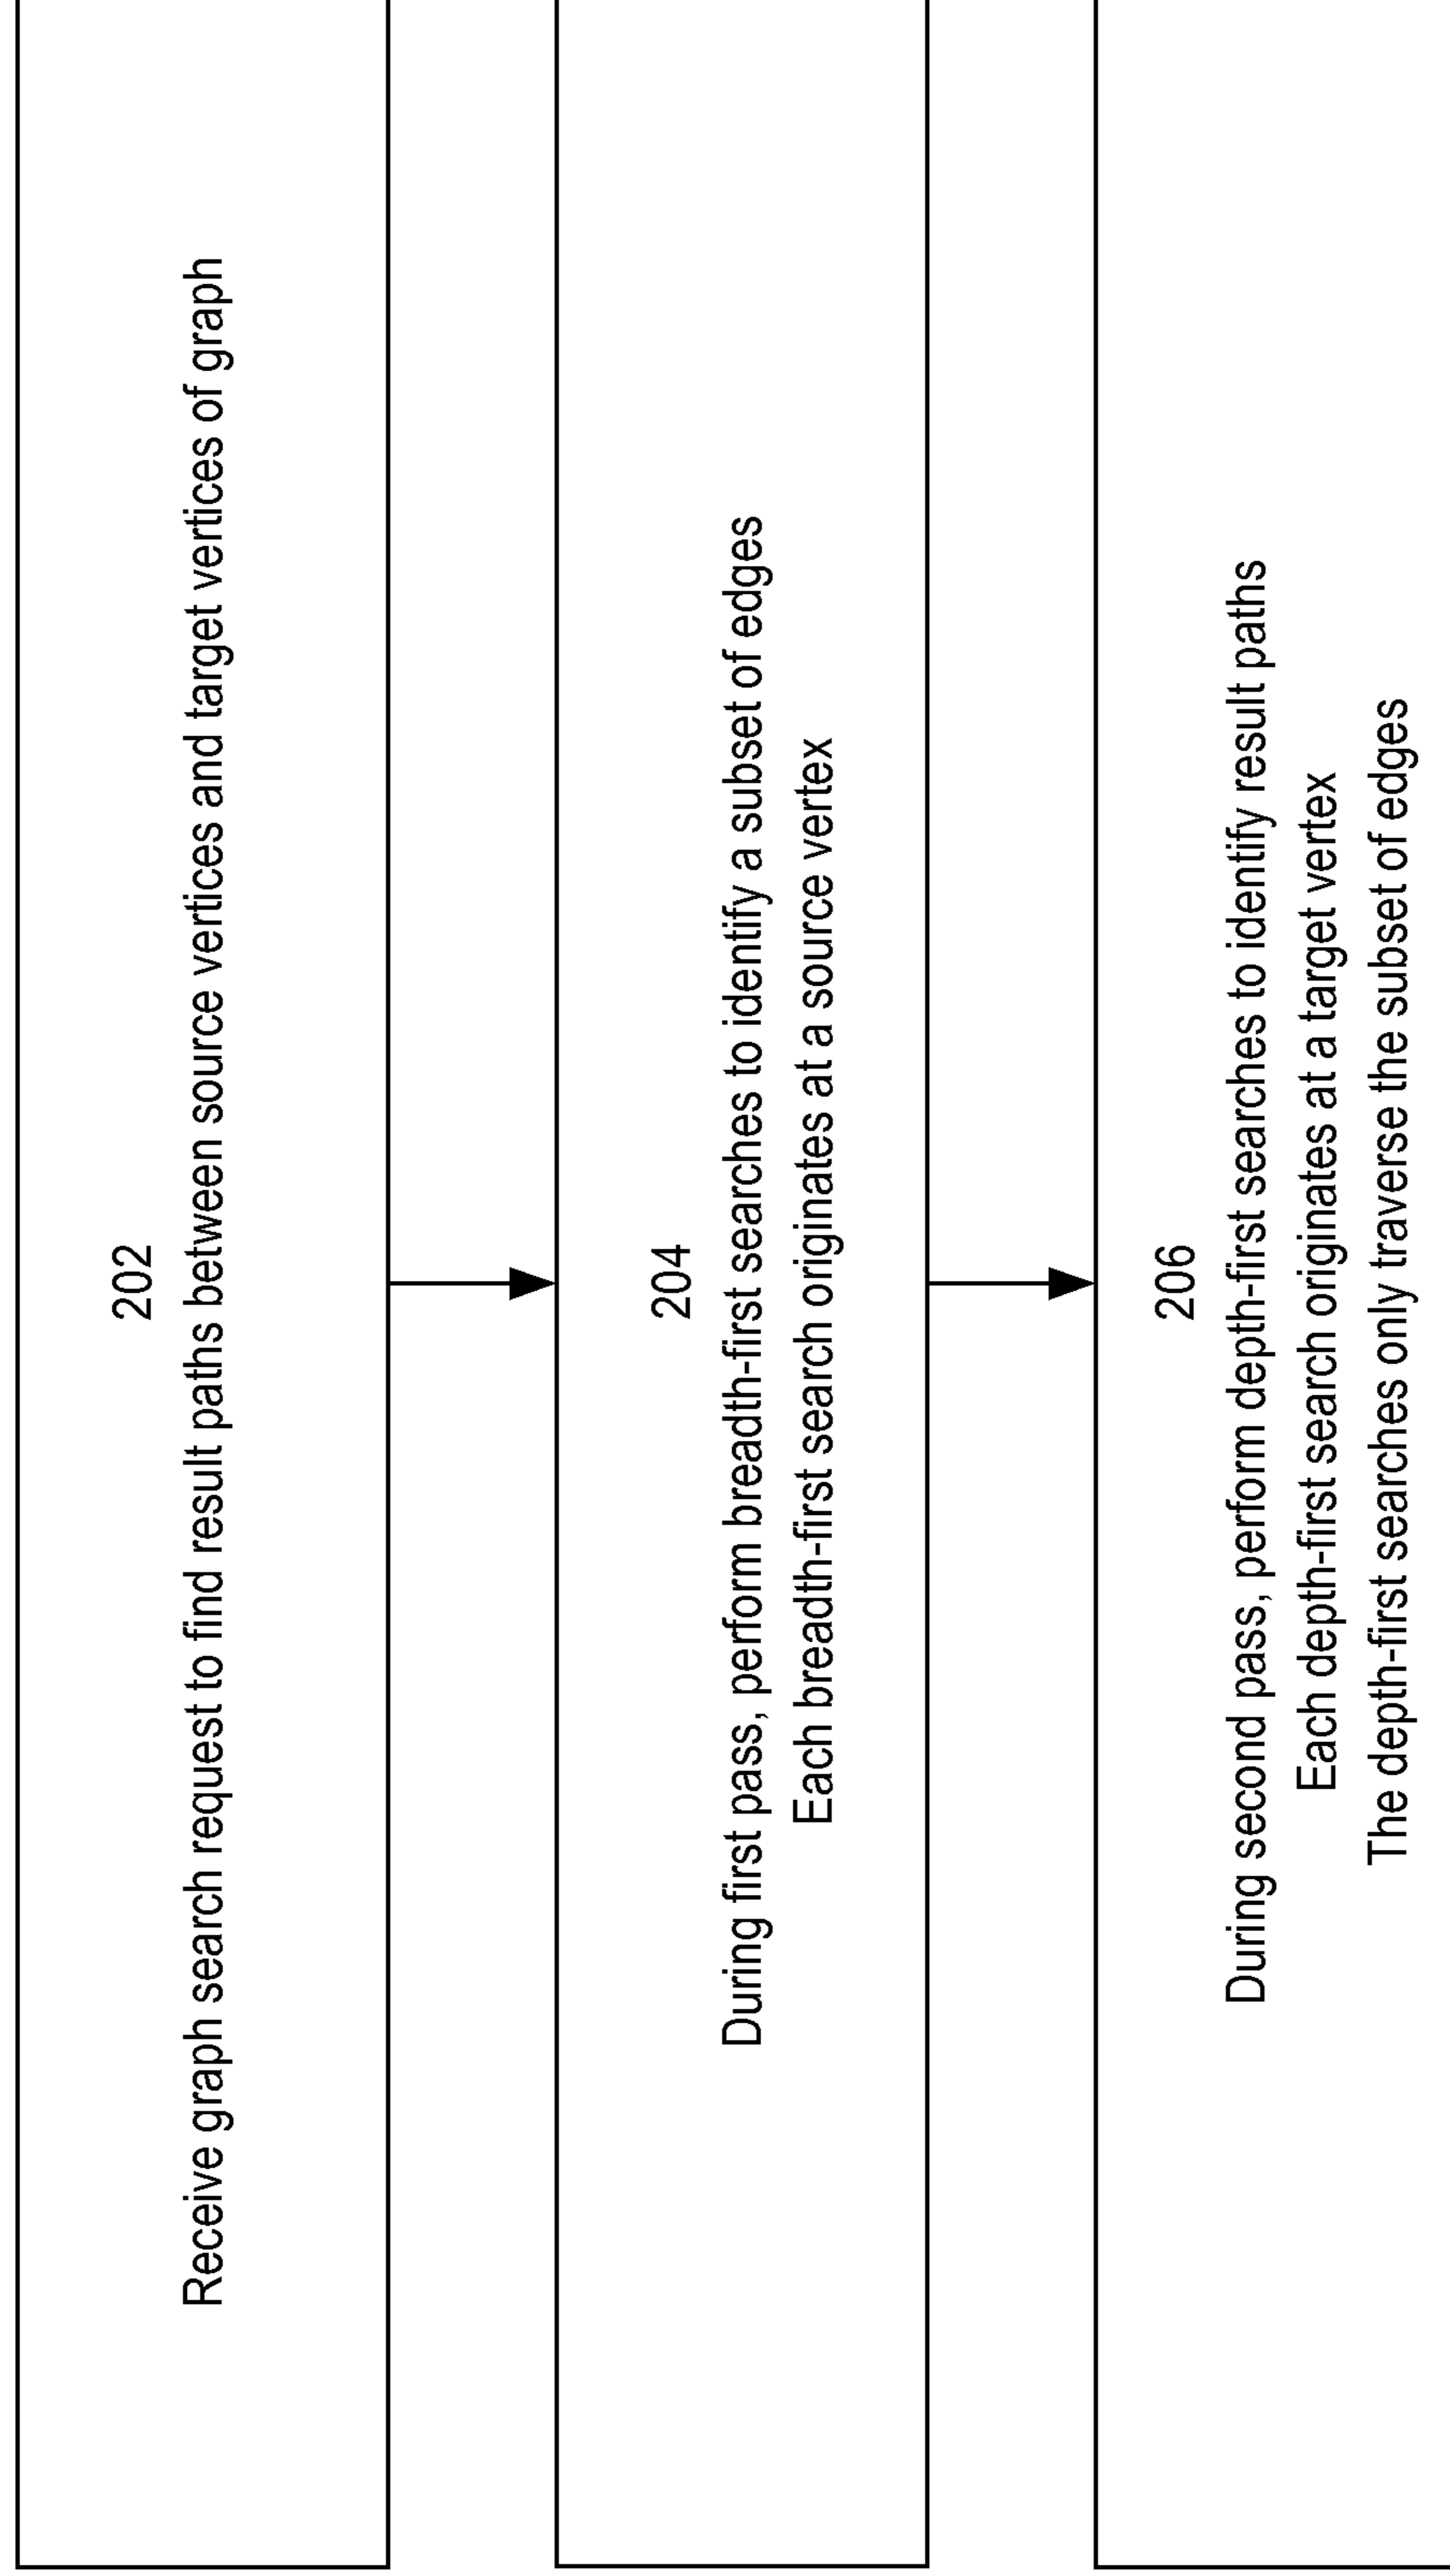 202
Receive graph search request to find result paths between source vertices and target vertices of graph
204
During first pass, perform breadth-first searches to identify a subset of edges
Each breadth-first search originates at a source vertex
206
During second pass, perform depth-first searches to identify result paths
Each depth-first search originates at a target vertex
The depth-first searches only traverse the subset of edges